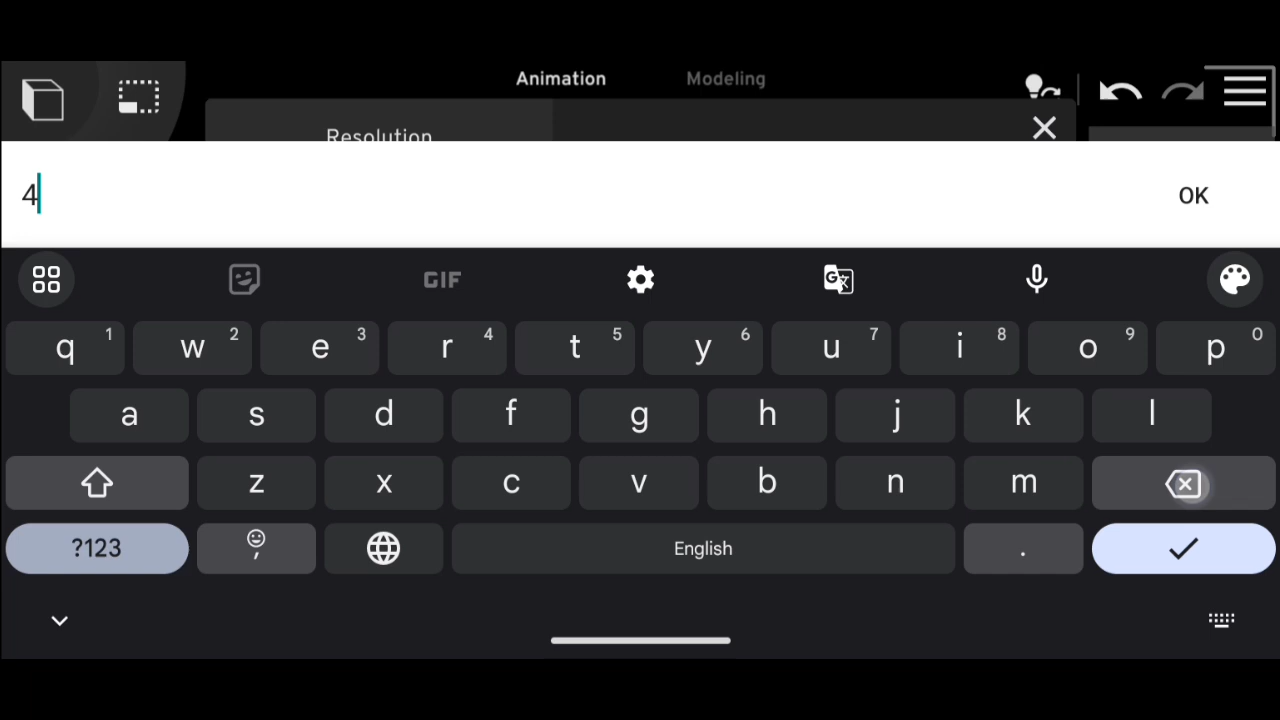 Animation Modeling
Resolution
4 OK
GIF G
q 1 w 2 e 3 r 4 t 5 y 6 u 7 i 8 o 9 p 0
a s d f g h j k l
z x c v b n m
?123 , English .